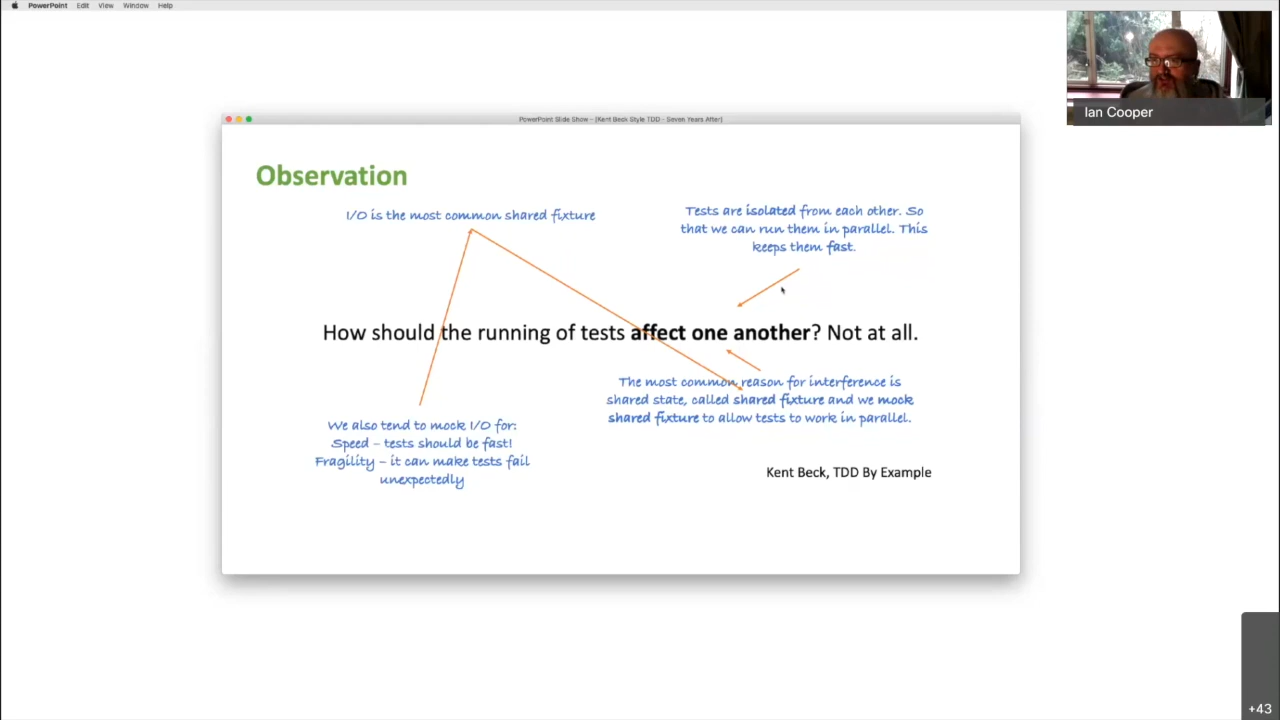 PowerPoint Edit View Window Help
Ian Cooper
PowerPoint Slide Show - [Kent Beck Style TDD - Seven Years After]
Observation
I/O is the most common shared fixture
Tests are isolated from each other. So
that we can run them in parallel. This
keeps them fast.
How should the running of tests affect one another? Not at all.
The most common reason for interference is
shared state, called shared fixture and we mock
shared fixture to allow tests to work in parallel.
We also tend to mock I/O for:
Speed – tests should be fast!
Fragility – it can make tests fail
unexpectedly
Kent Beck, TDD By Example
+43